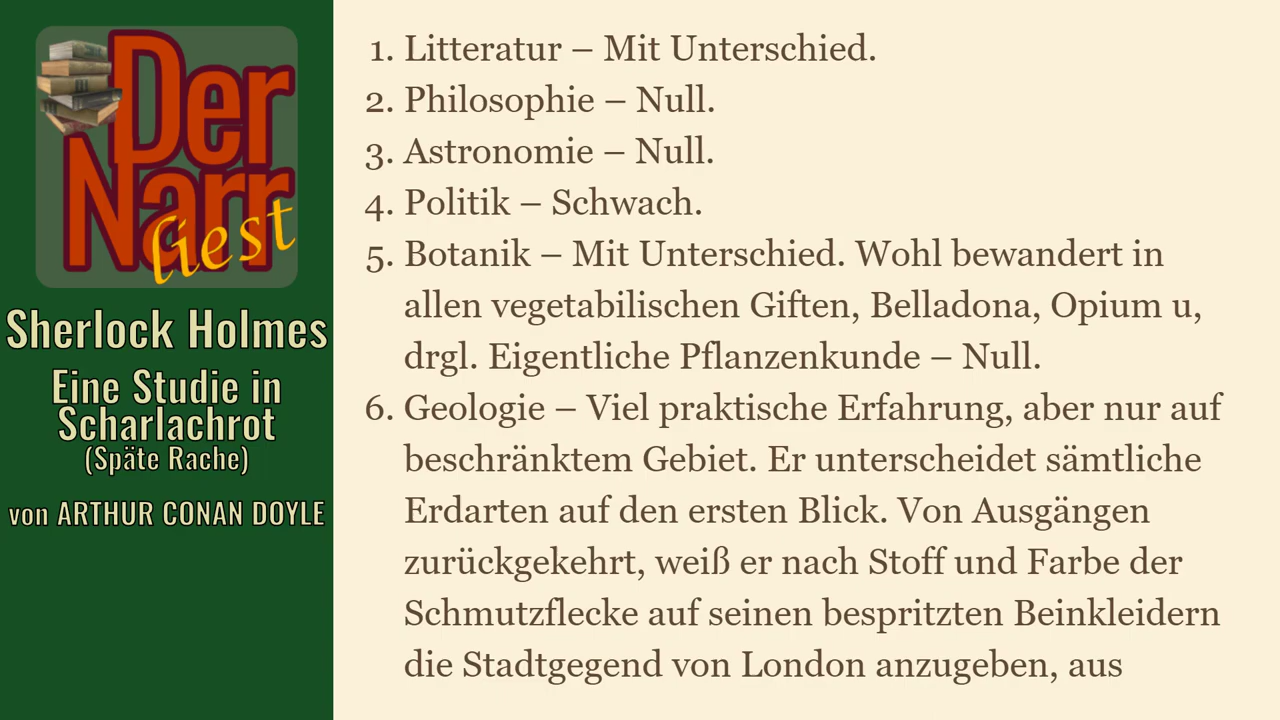 Der
Narr
liest
Sherlock Holmes
Eine Studie in
Scharlachrot
(Späte Rache)
von ARTHUR CONAN DOYLE
1. Litteratur – Mit Unterschied.
2. Philosophie – Null.
3. Astronomie – Null.
4. Politik – Schwach.
5. Botanik – Mit Unterschied. Wohl bewandert in
allen vegetabilischen Giften, Belladona, Opium u,
drgl. Eigentliche Pflanzenkunde – Null.
6. Geologie – Viel praktische Erfahrung, aber nur auf
beschränktem Gebiet. Er unterscheidet sämtliche
Erdarten auf den ersten Blick. Von Ausgängen
zurückgekehrt, weiß er nach Stoff und Farbe der
Schmutzflecke auf seinen bespritzten Beinkleidern
die Stadtgegend von London anzugeben, aus